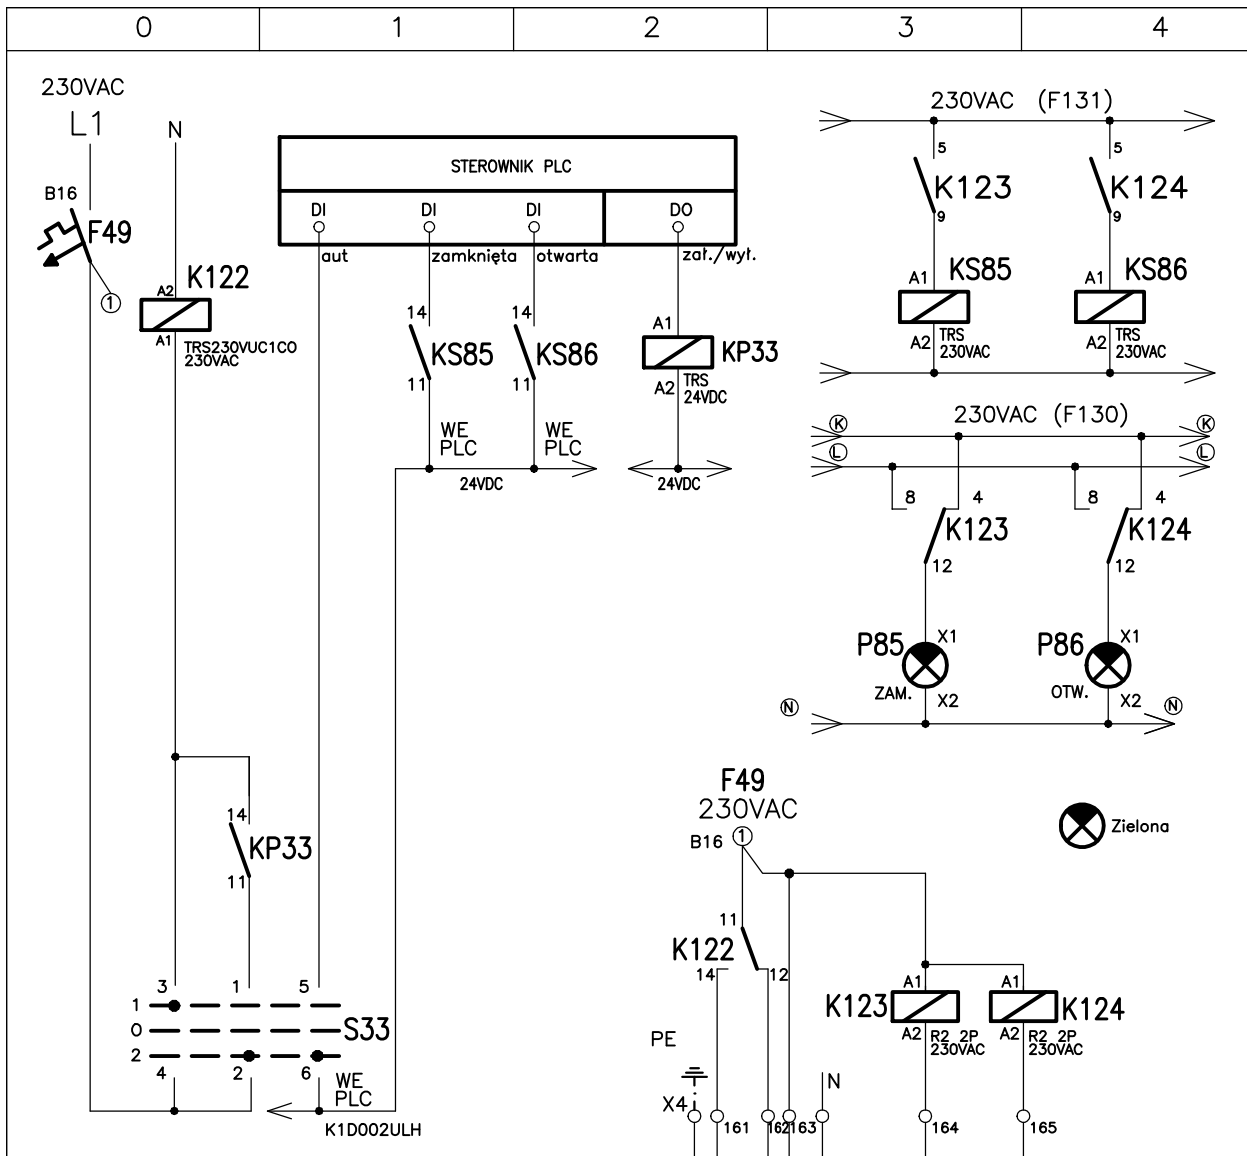 0 1 2 3 4
230VAC
L1
N
B16
F49
1
A2
K122
A1
TRS230VUC1CO
230VAC
STEROWNIK PLC
DI DI DI DO
aut zamknięta otwarta zał./wył.
14
KS85
11
WE
PLC
14
KS86
11
WE
PLC
24VDC
A1
KP33
A2
TRS
24VDC
24VDC
230VAC (F131)
5
K123
9
A1
KS85
A2
TRS
230VAC
5
K124
9
A1
KS86
A2
TRS
230VAC
230VAC (F130)
K K
L L
8 4
K123
12
8 4
K124
12
P85
X1
ZAM.
X2
P86
X1
OTW.
X2
N N
Zielona
14
KP33
11
3 1 5
1
0
S33
2
4 2 6
WE
PLC
K1D002ULH
F49
230VAC
B16
1
11
K122
14 12
A1
K123
A2
R2 2P
230VAC
A1
K124
A2
R2 2P
230VAC
PE
N
X4
161 162 163 164 165